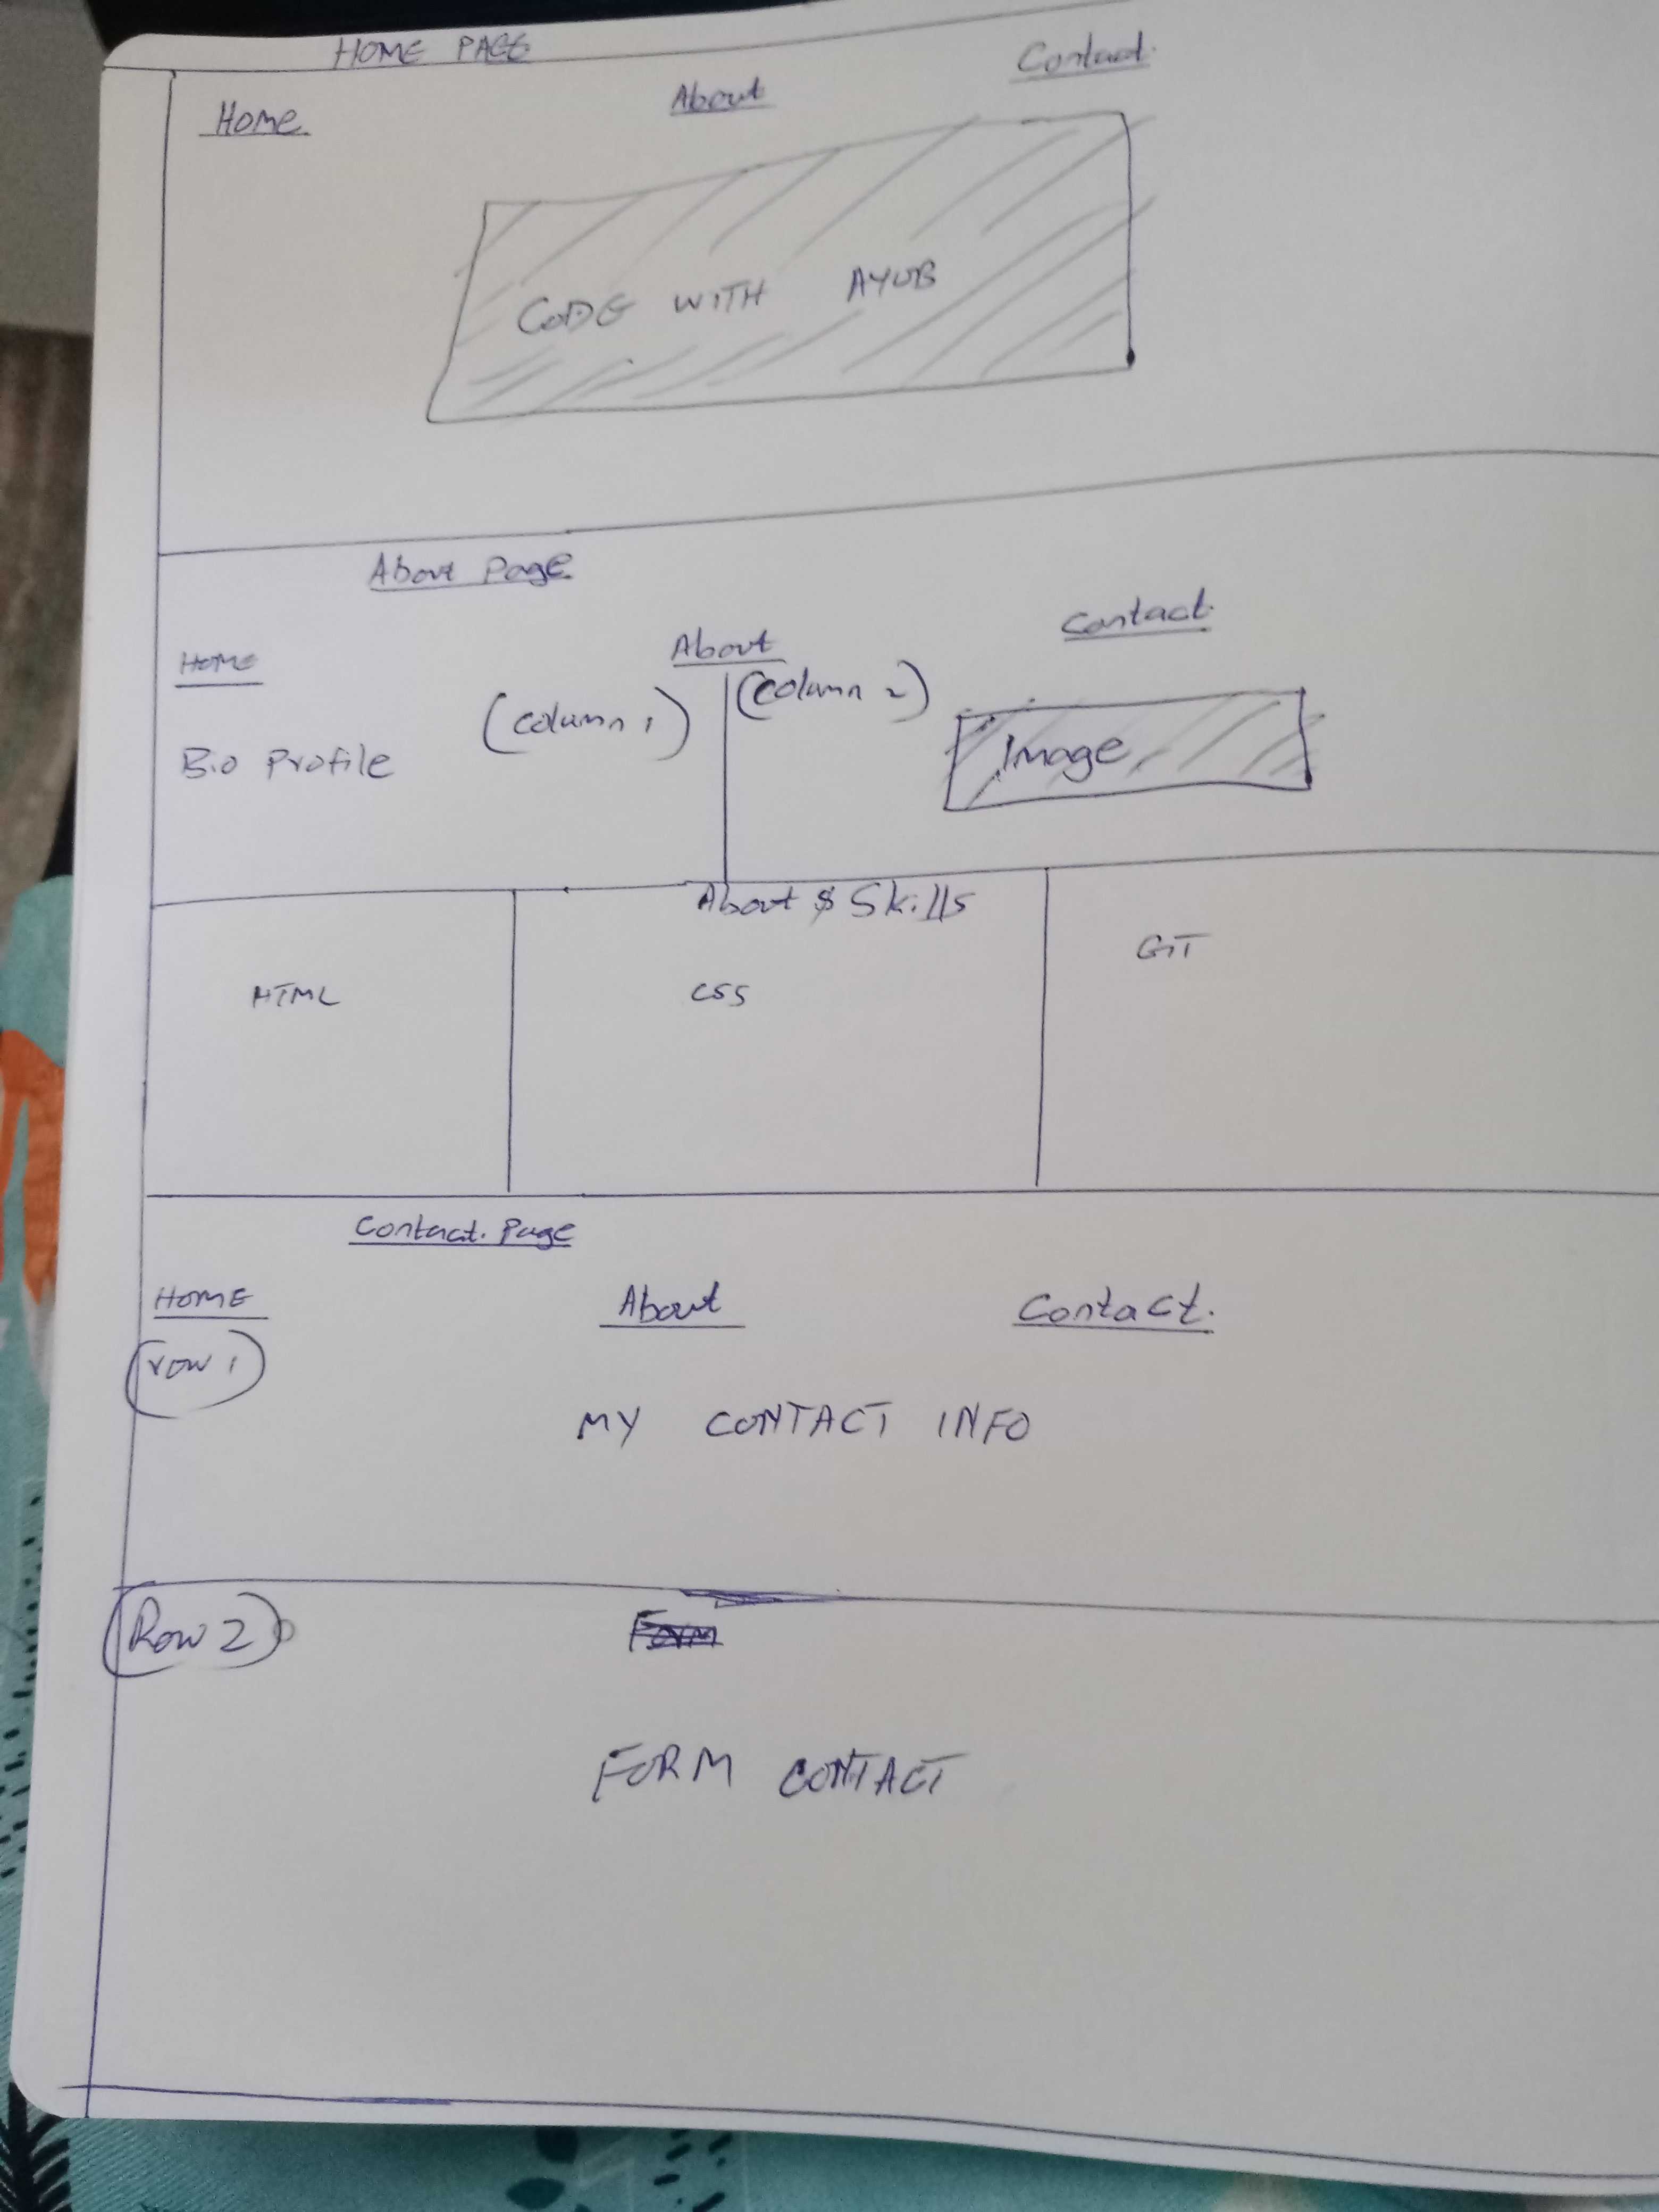 HOME PAGE
Home About Contact.
CODE WITH AYUB
About Page
HOME About Contact.
(column 1) (column 2)
Bio Profile Image
About $ Skills
HTML CSS GIT
Contact. Page
HOME About Contact.
row 1
MY CONTACT INFO
Row 2 Form
FORM CONTACT